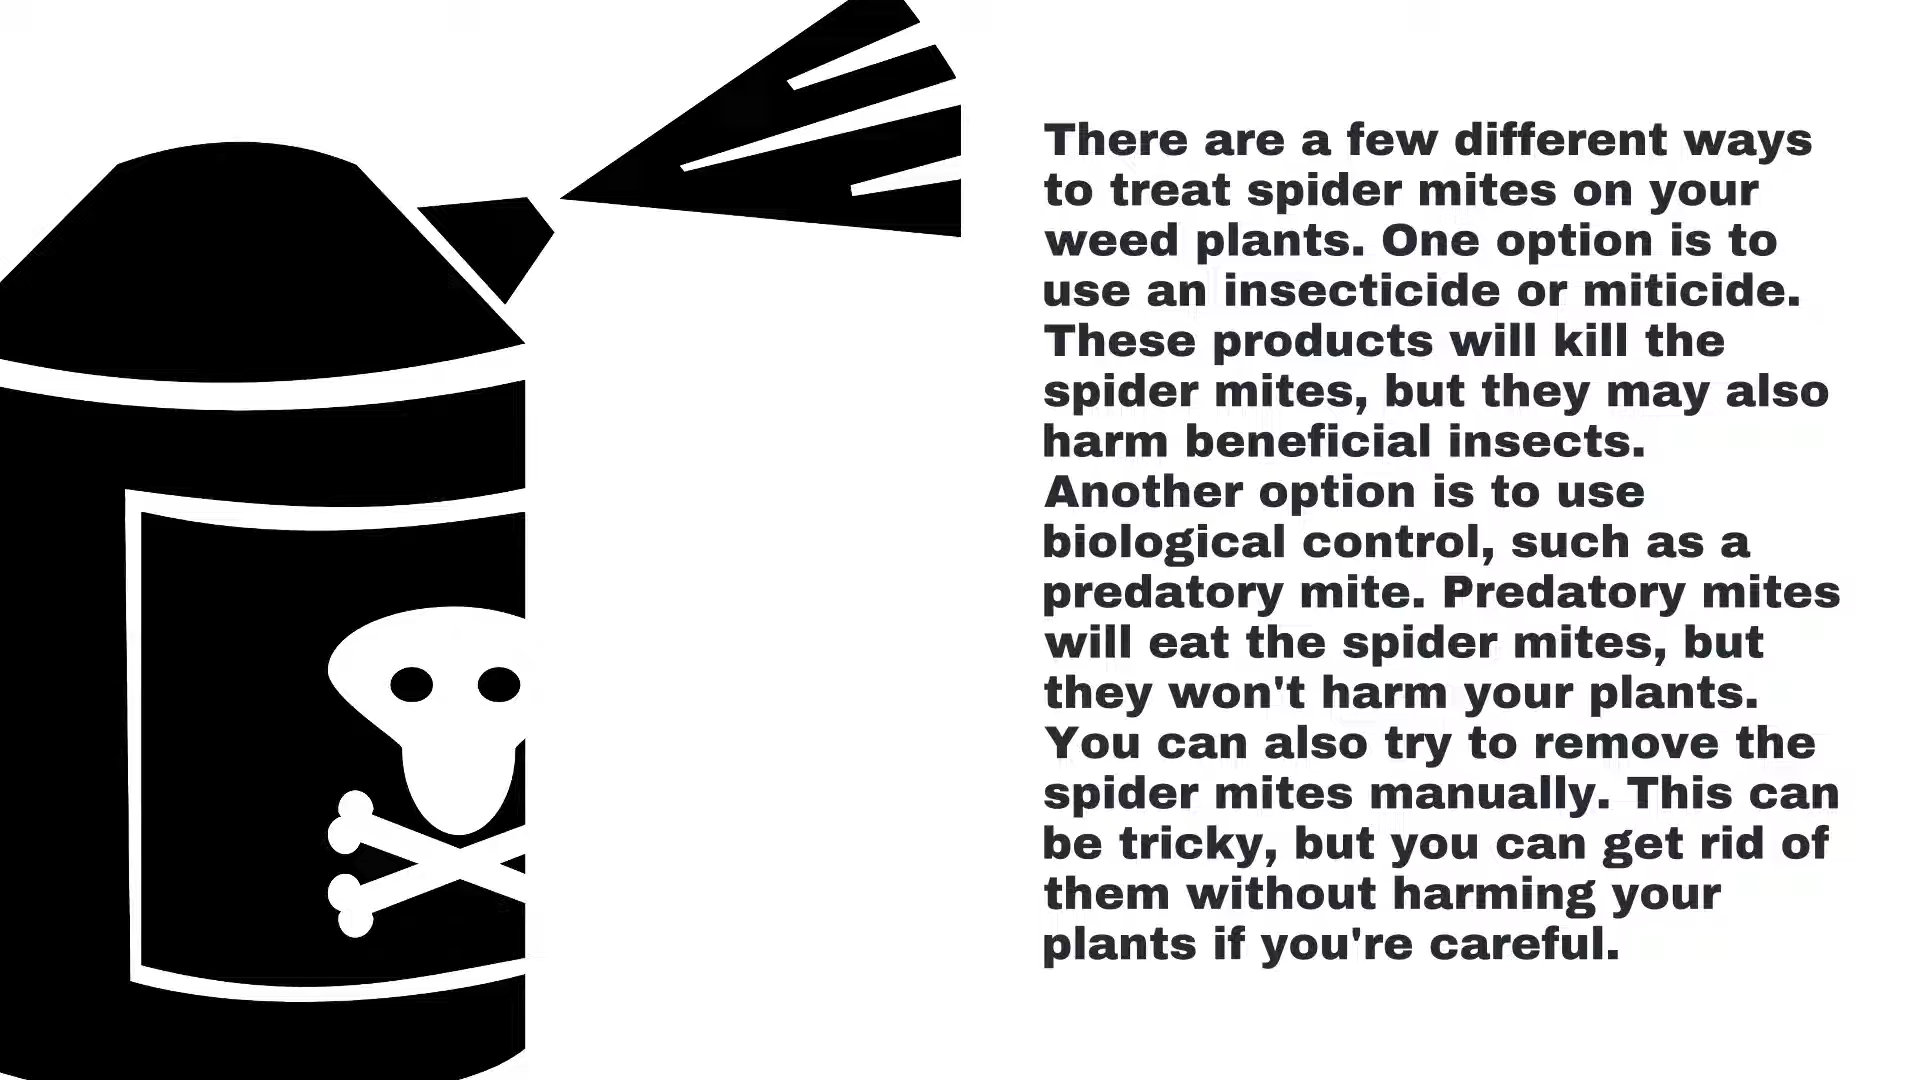 There are a few different ways
to treat spider mites on your
weed plants. One option is to
use an insecticide or miticide.
These products will kill the
spider mites, but they may also
harm beneficial insects.
Another option is to use
biological control, such as a
predatory mite. Predatory mites
will eat the spider mites, but
they won't harm your plants.
You can also try to remove the
spider mites manually. This can
be tricky, but you can get rid of
them without harming your
plants if you're careful.